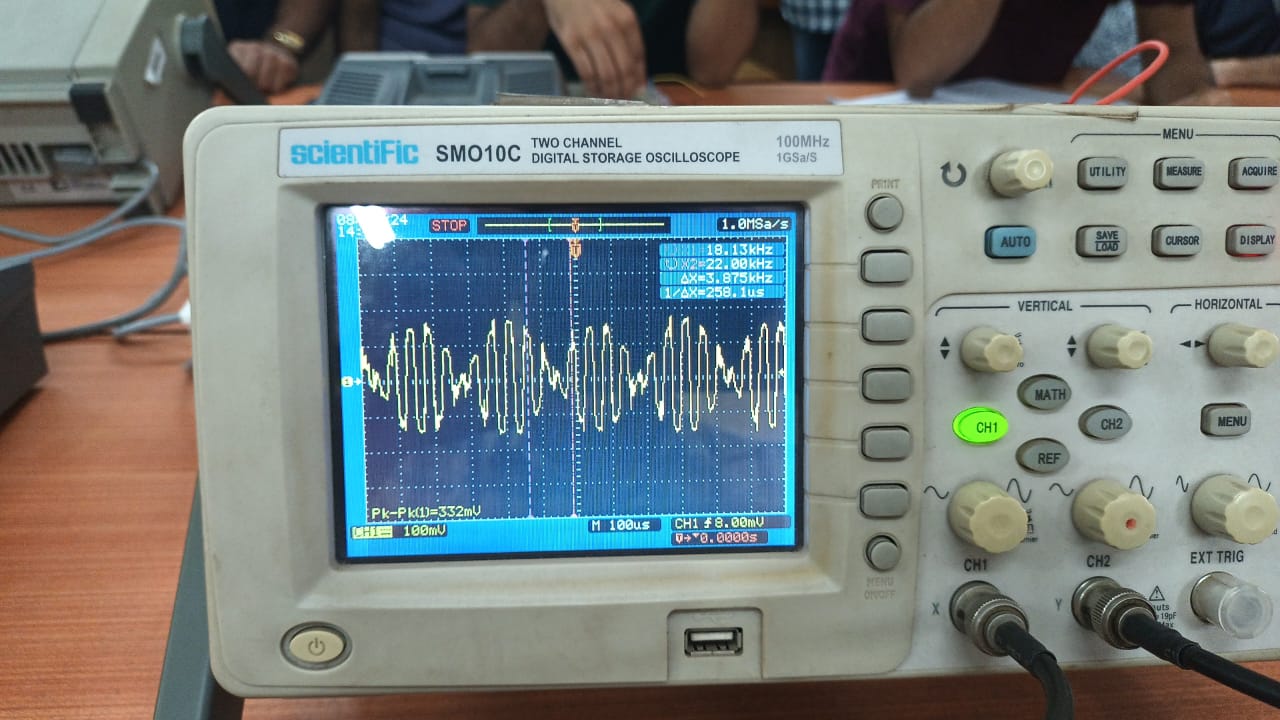 scientiFic SMO10C TWO CHANNEL
DIGITAL STORAGE OSCILLOSCOPE
100MHz
1GSa/S
STOP
1.0MSa/s
18.13kHz
X2=22.00kHz
ΔX=3.875kHz
1/ΔX=258.1us
Pk-Pk(1)=332mV
CH1 100mV
M 100us
CH1 8.00mV
0.0000s
PRINT
MENU
ON/OFF
MENU
UTILITY
MEASURE
ACQUIRE
AUTO
SAVE
LOAD
CURSOR
DISPLAY
VERTICAL
HORIZONTAL
MATH
CH1
CH2
MENU
REF
CH1
CH2
EXT TRIG
X
Y